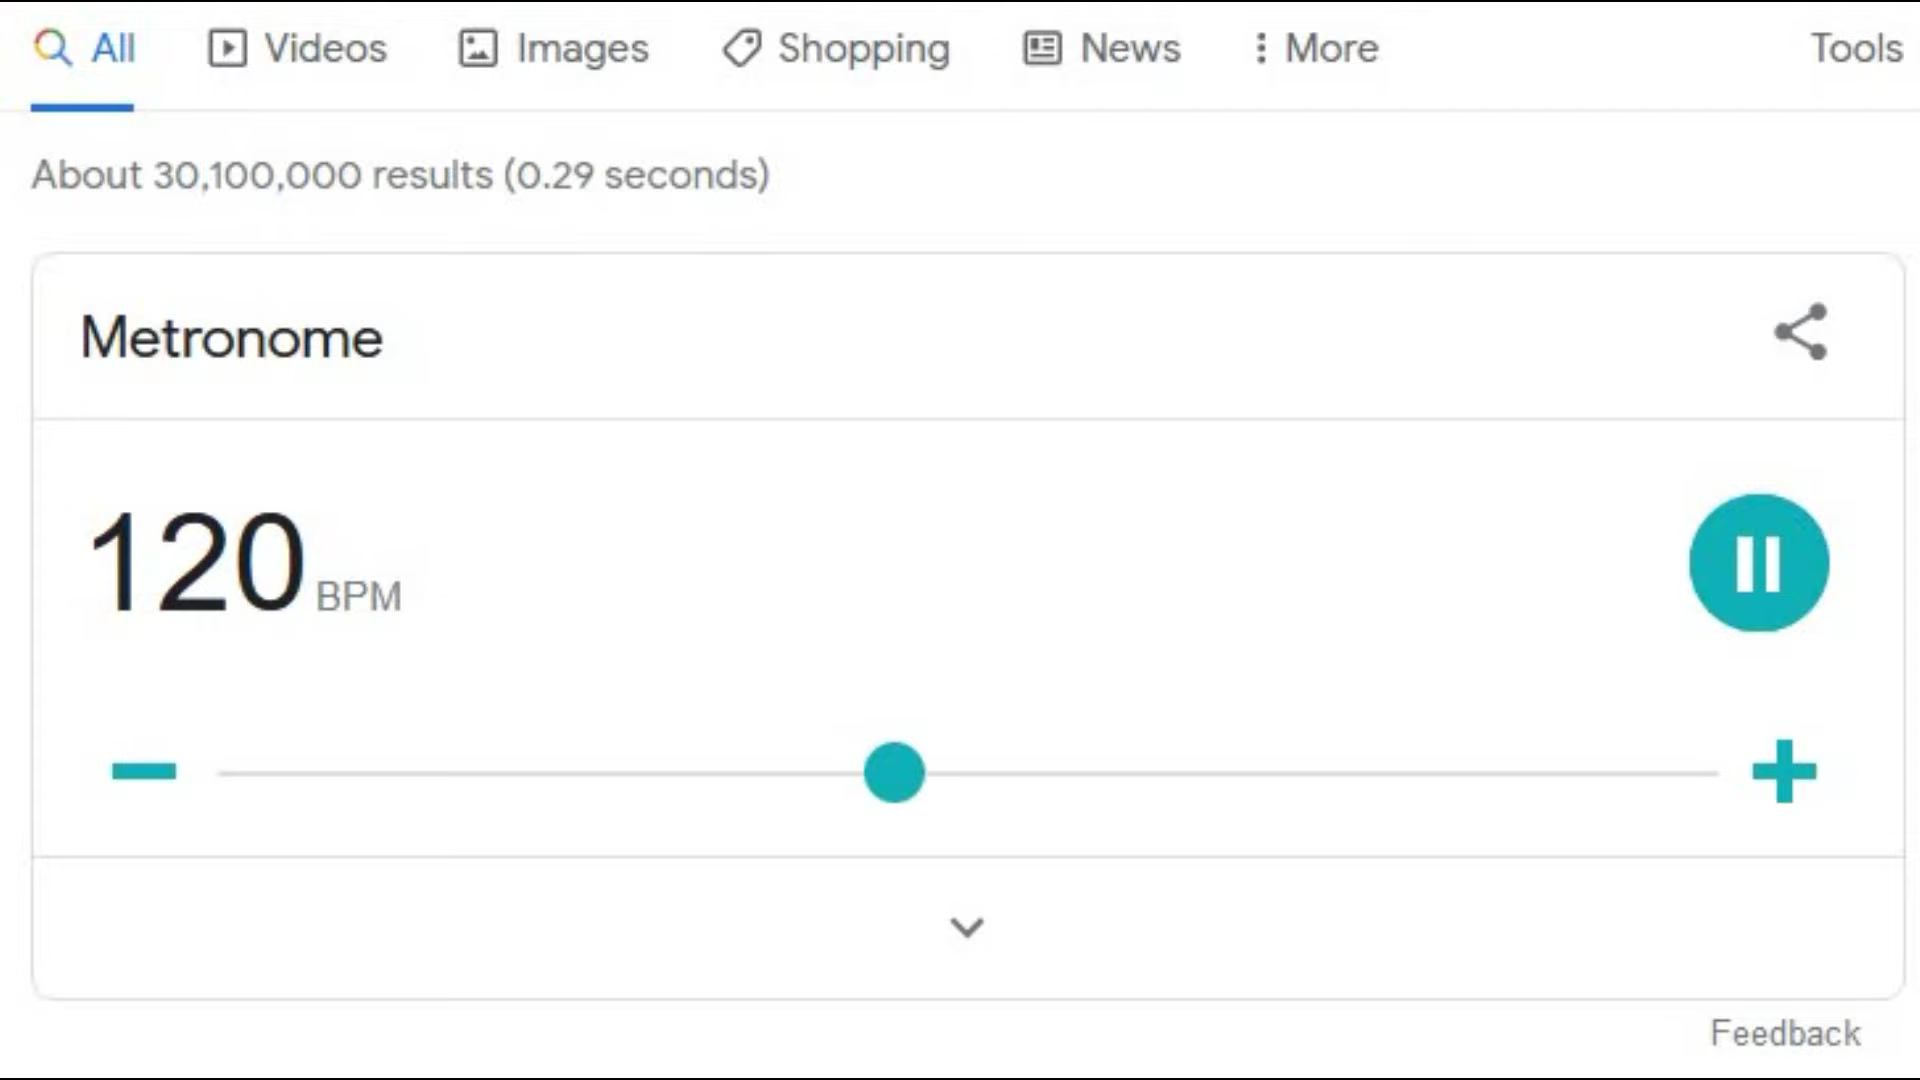 All Videos Images Shopping News More Tools
About 30,100,000 results (0.29 seconds)
Metronome
120 BPM
Feedback